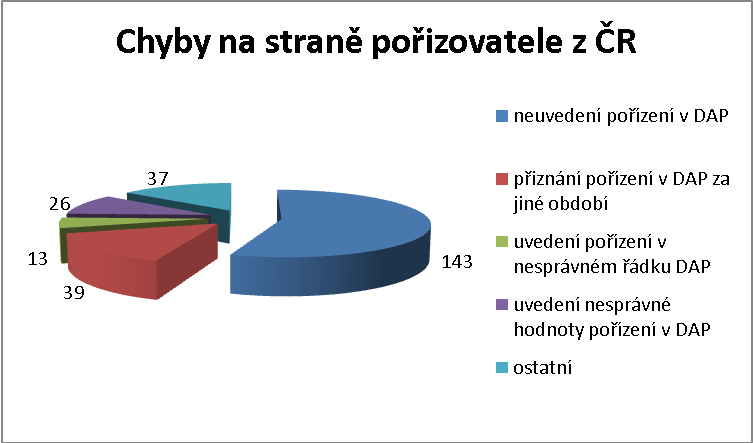 Chyby na straně pořizovatele z ČR
37
26
13
39
143
neuvedení pořízení v DAP
přiznání pořízení v DAP za
jiné období
uvedení pořízení v
nesprávném řádku DAP
uvedení nesprávné
hodnoty pořízení v DAP
ostatní